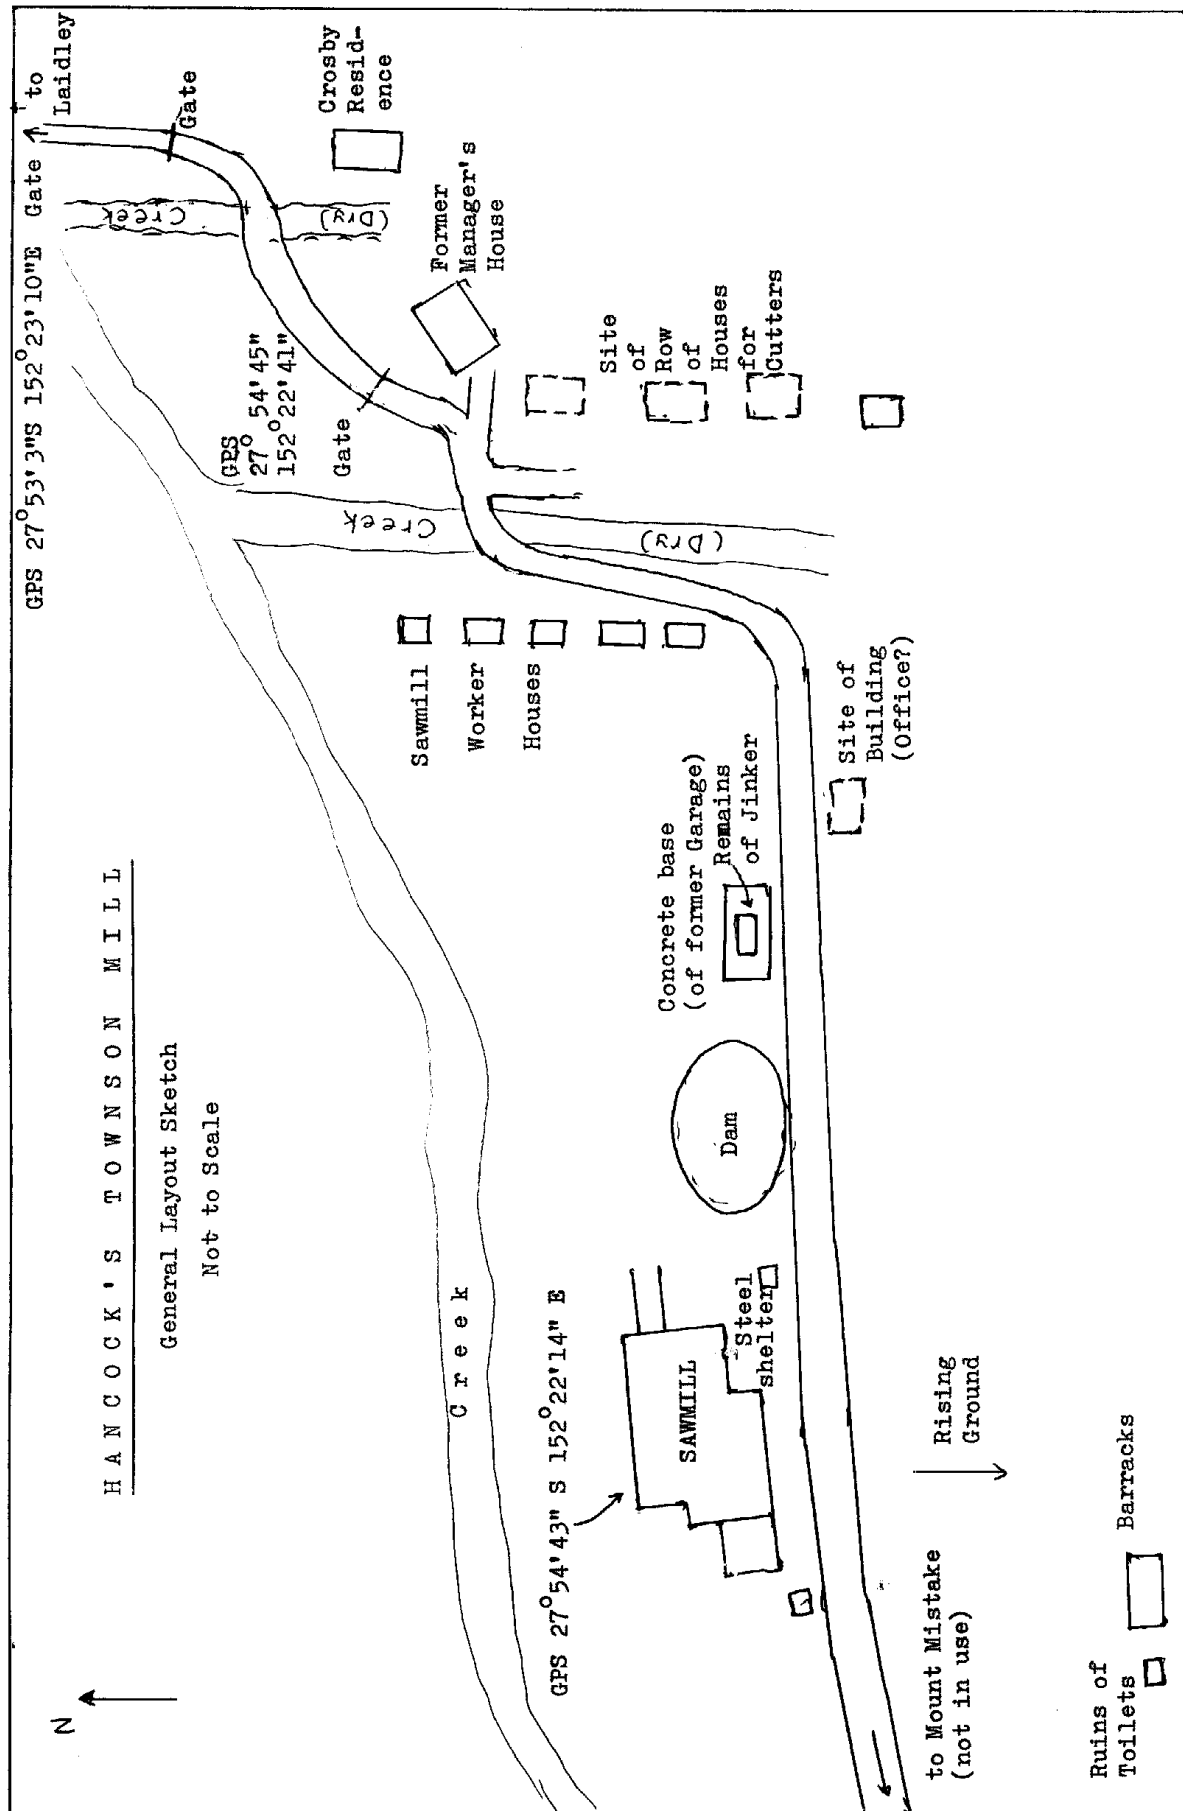 HANCOCK'S TOWNSON MILL
General Layout Sketch
Not to Scale
N
GPS 27°53'3"S 152°23'10"E Gate
to
Laidley
Gate
Creek
(Dry)
Crosby
Resid-
ence
GPS
27° 54'45"
152°22'41"
Gate
Former
Manager's
House
Creek
(Dry)
Site
of
Row
of
Houses
for
Cutters
Sawmill
Worker
Houses
Creek
GPS 27°54'43" S 152°22'14" E
SAWMILL
Steel
shelter
Dam
Concrete base
(of former Garage)
Remains
of Jinker
Site of
Building
(Office?)
Rising
Ground
to Mount Mistake
(not in use)
Ruins of
Toilets
Barracks